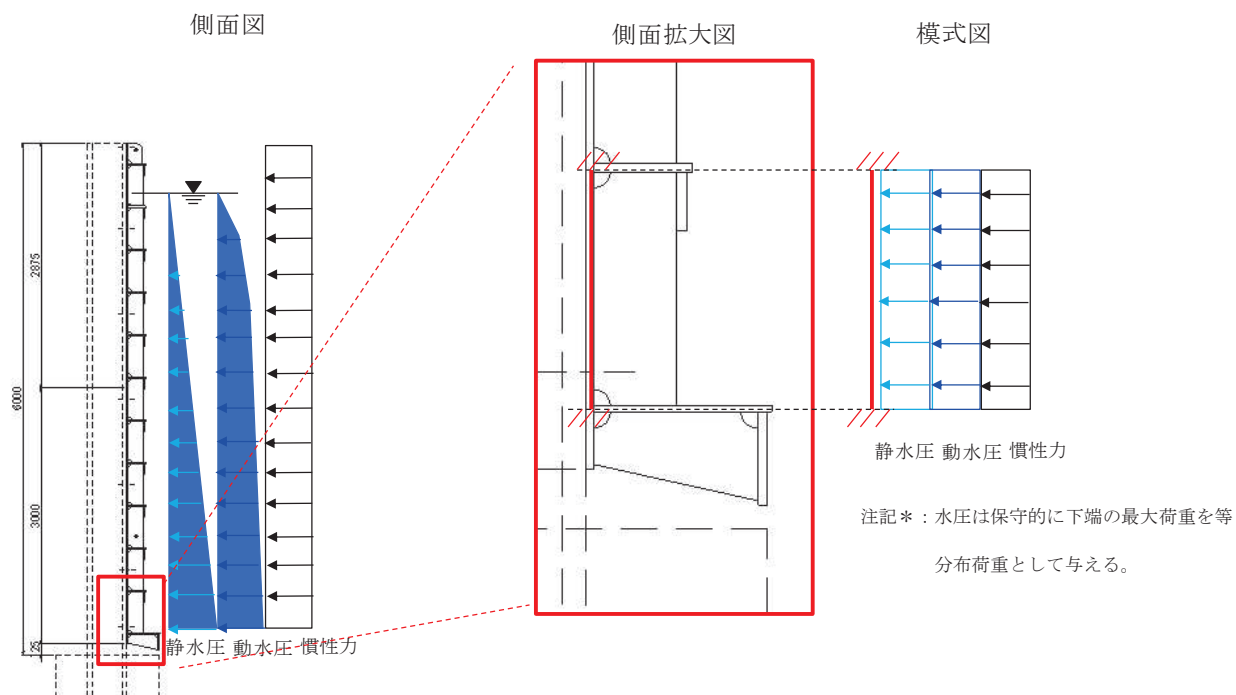 側面図
側面拡大図
模式図
2875
6000
3000
25
静水圧 動水圧 慣性力
静水圧 動水圧 慣性力
注記＊：水圧は保守的に下端の最大荷重を等
分布荷重として与える。